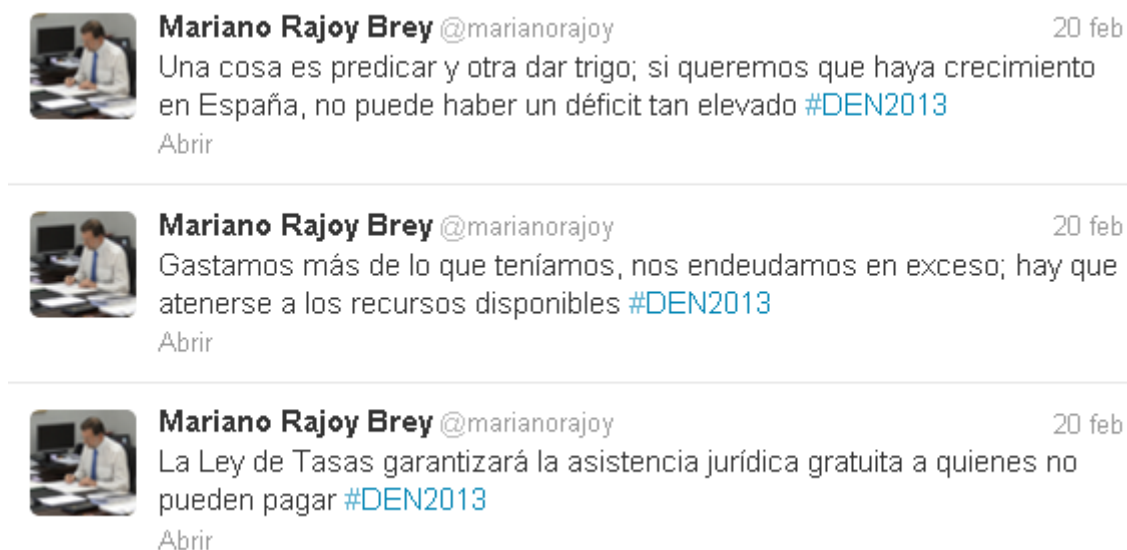 Mariano Rajoy Brey @marianorajoy 20 feb
Una cosa es predicar y otra dar trigo; si queremos que haya crecimiento
en España, no puede haber un déficit tan elevado #DEN2013
Abrir
Mariano Rajoy Brey @marianorajoy 20 feb
Gastamos más de lo que teníamos, nos endeudamos en exceso; hay que
atenerse a los recursos disponibles #DEN2013
Abrir
Mariano Rajoy Brey @marianorajoy 20 feb
La Ley de Tasas garantizará la asistencia jurídica gratuita a quienes no
pueden pagar #DEN2013
Abrir